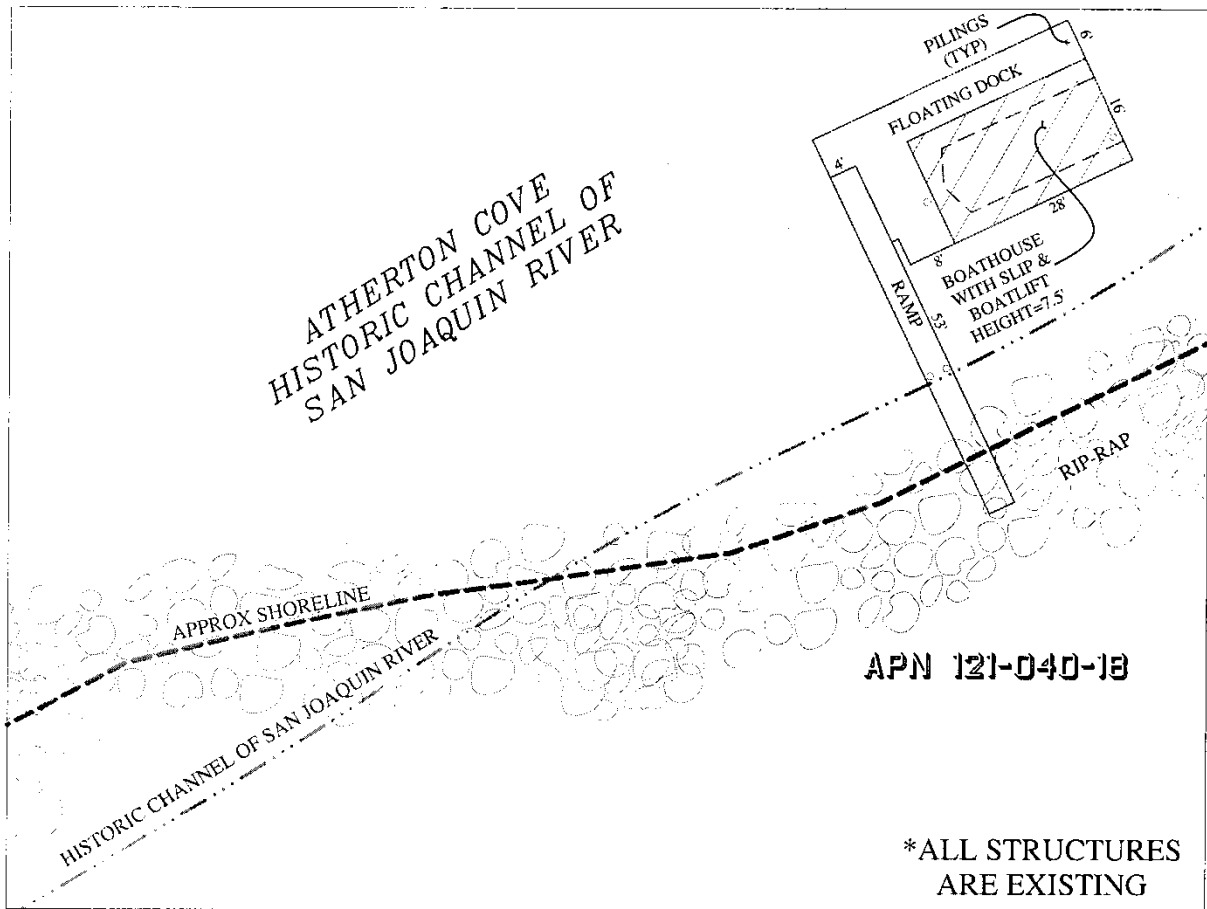 PILINGS
(TYP)
6'
FLOATING DOCK
16'
4'
28'
8'
BOATHOUSE
WITH SLIP &
BOATLIFT
HEIGHT=7.5'
RAMP
53'
ATHERTON COVE
HISTORIC CHANNEL OF
SAN JOAQUIN RIVER
RIP-RAP
APPROX SHORELINE
HISTORIC CHANNEL OF SAN JOAQUIN RIVER
APN 121-040-18
*ALL STRUCTURES
ARE EXISTING